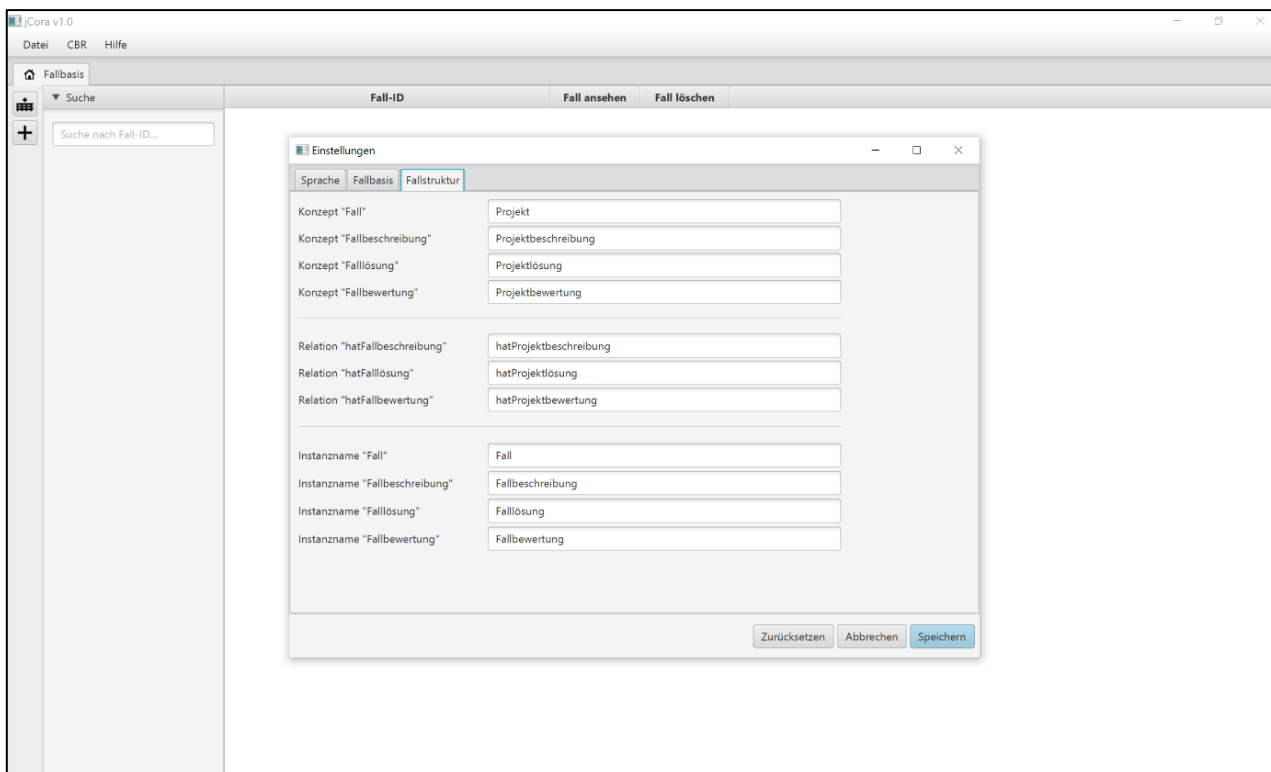 jCora v1.0
Datei CBR Hilfe
Fallbasis
Suche Fall-ID Fall ansehen Fall löschen
Suche nach Fall-ID...
Einstellungen
Sprache Fallbasis Fallstruktur
Konzept "Fall" Projekt
Konzept "Fallbeschreibung" Projektbeschreibung
Konzept "Falllösung" Projektlösung
Konzept "Fallbewertung" Projektbewertung
Relation "hatFallbeschreibung" hatProjektbeschreibung
Relation "hatFalllösung" hatProjektlösung
Relation "hatFallbewertung" hatProjektbewertung
Instanzname "Fall" Fall
Instanzname "Fallbeschreibung" Fallbeschreibung
Instanzname "Falllösung" Falllösung
Instanzname "Fallbewertung" Fallbewertung
Zurücksetzen Abbrechen Speichern